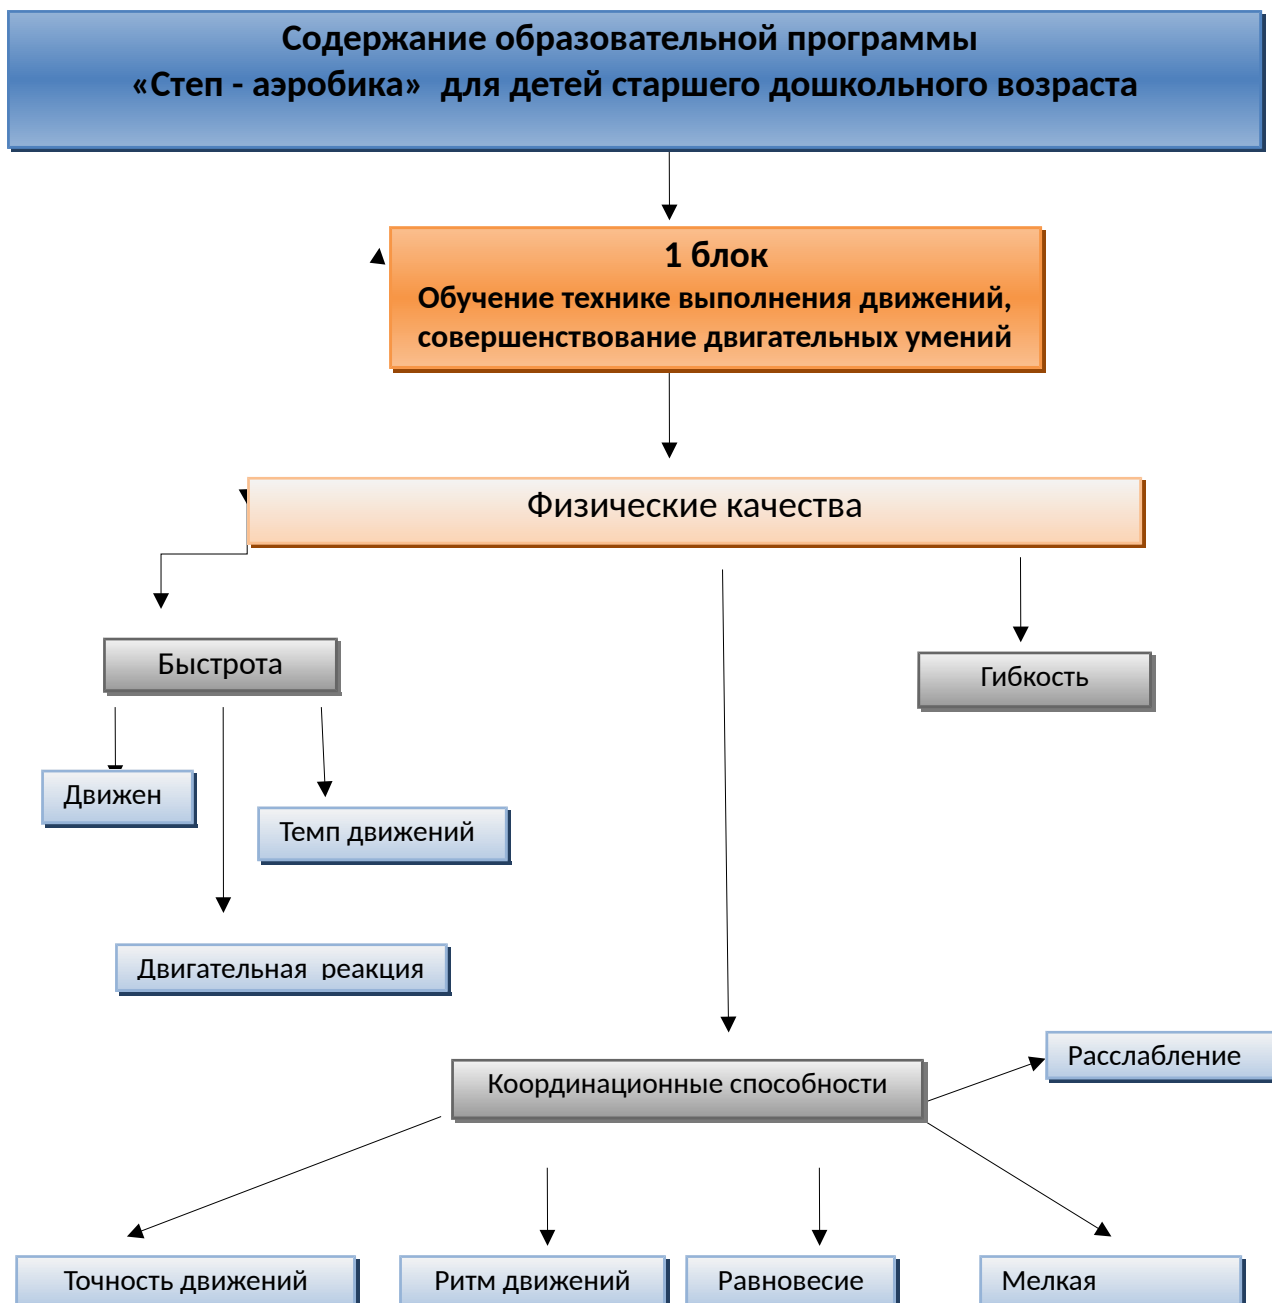 Содержание образовательной программы
«Степ - аэробика» для детей старшего дошкольного возраста
1 блок
Обучение технике выполнения движений,
совершенствование двигательных умений
Физические качества
Быстрота
Гибкость
Движен
Темп движений
Двигательная реакция
Расслабление
Координационные способности
Точность движений
Ритм движений
Равновесие
Мелкая